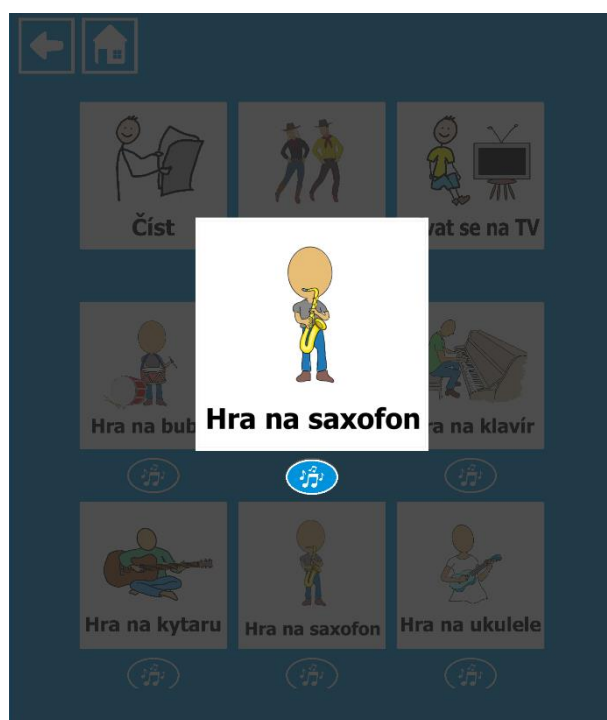 Číst
vat se na TV
Hra na saxofon
Hra na bub
ra na klavír
Hra na kytaru
Hra na saxofon
Hra na ukulele